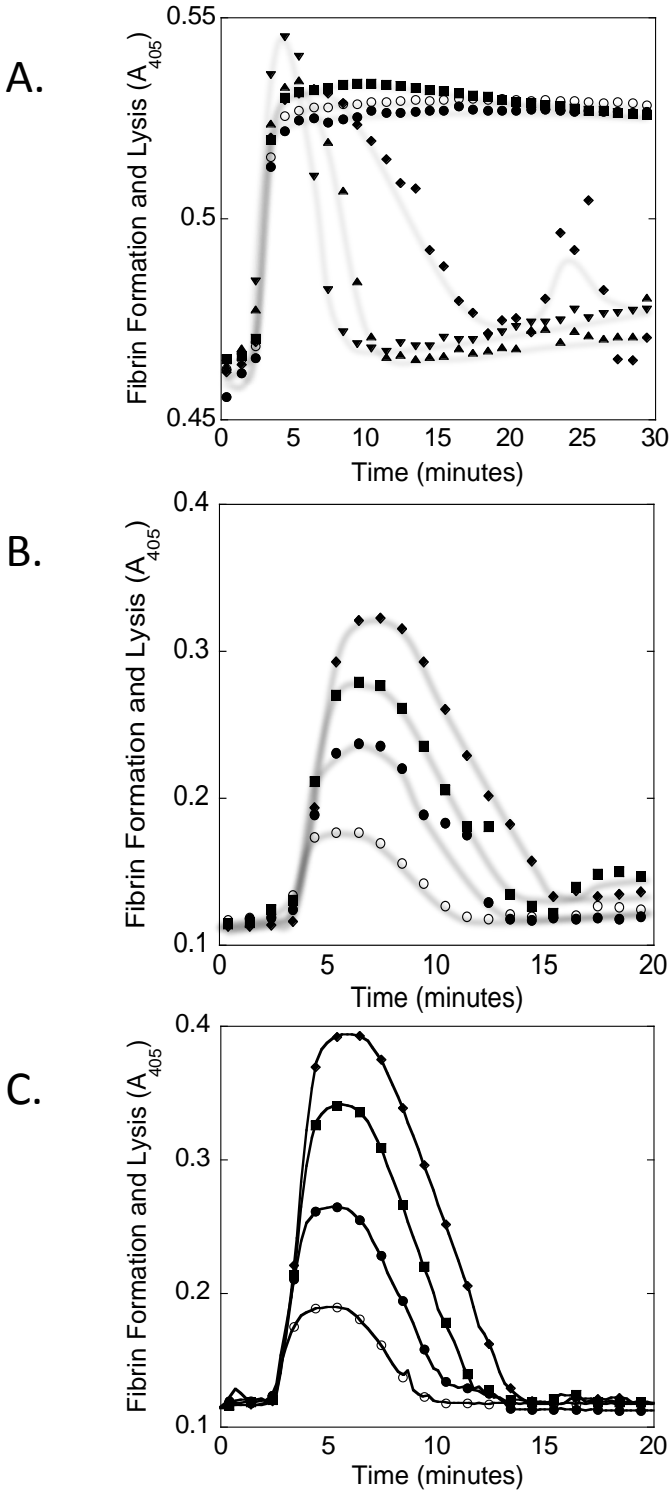 A.
Fibrin Formation and Lysis (A405)
0.55
0.5
0.45
0 5 10 15 20 25 30
Time (minutes)
B.
Fibrin Formation and Lysis (A405)
0.4
0.3
0.2
0.1
0 5 10 15 20
Time (minutes)
C.
Fibrin Formation and Lysis (A405)
0.4
0.3
0.2
0.1
0 5 10 15 20
Time (minutes)